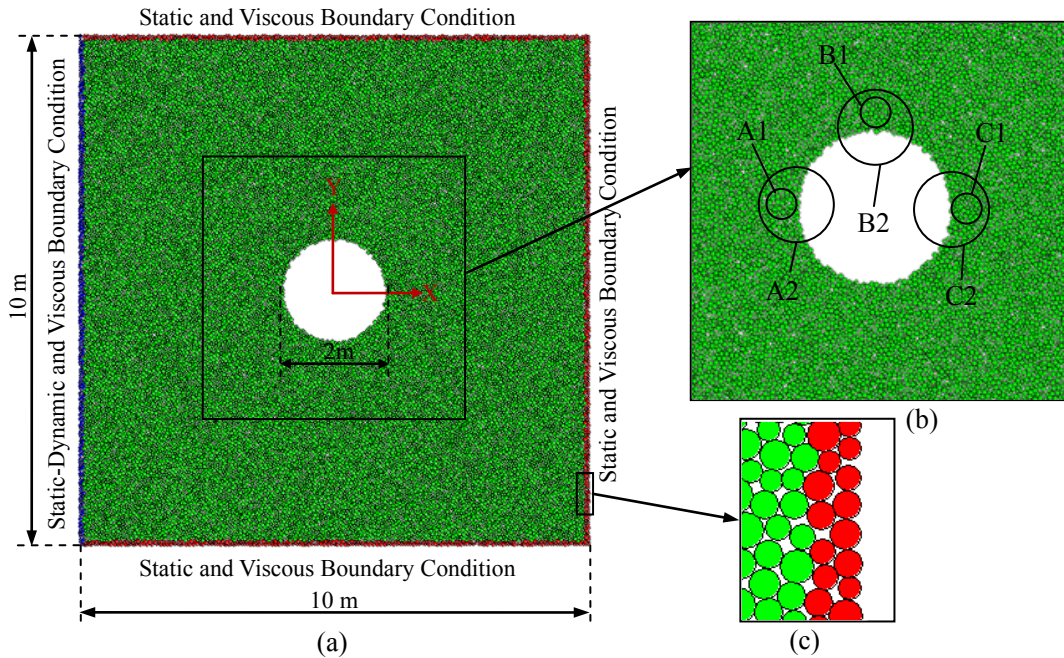 Static and Viscous Boundary Condition
Static-Dynamic and Viscous Boundary Condition
10 m
Y
X
2m
Static and Viscous Boundary Condition
Static and Viscous Boundary Condition
10 m
(a)
B1
A1
C1
B2
A2
C2
(b)
(c)